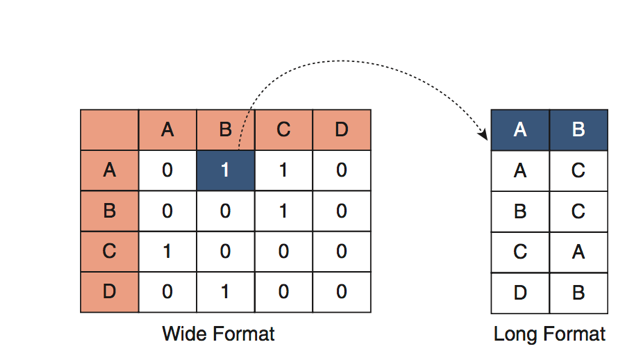 A B C D
A 0 1 1 0
B 0 0 1 0
C 1 0 0 0
D 0 1 0 0
Wide Format
A B
A C
B C
C A
D B
Long Format